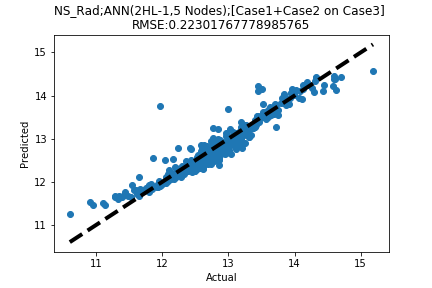 NS_Rad;ANN(2HL-1,5 Nodes);[Case1+Case2 on Case3]
RMSE:0.22301767778985765
15
14
13
12
11
Predicted
11
12
13
14
15
Actual